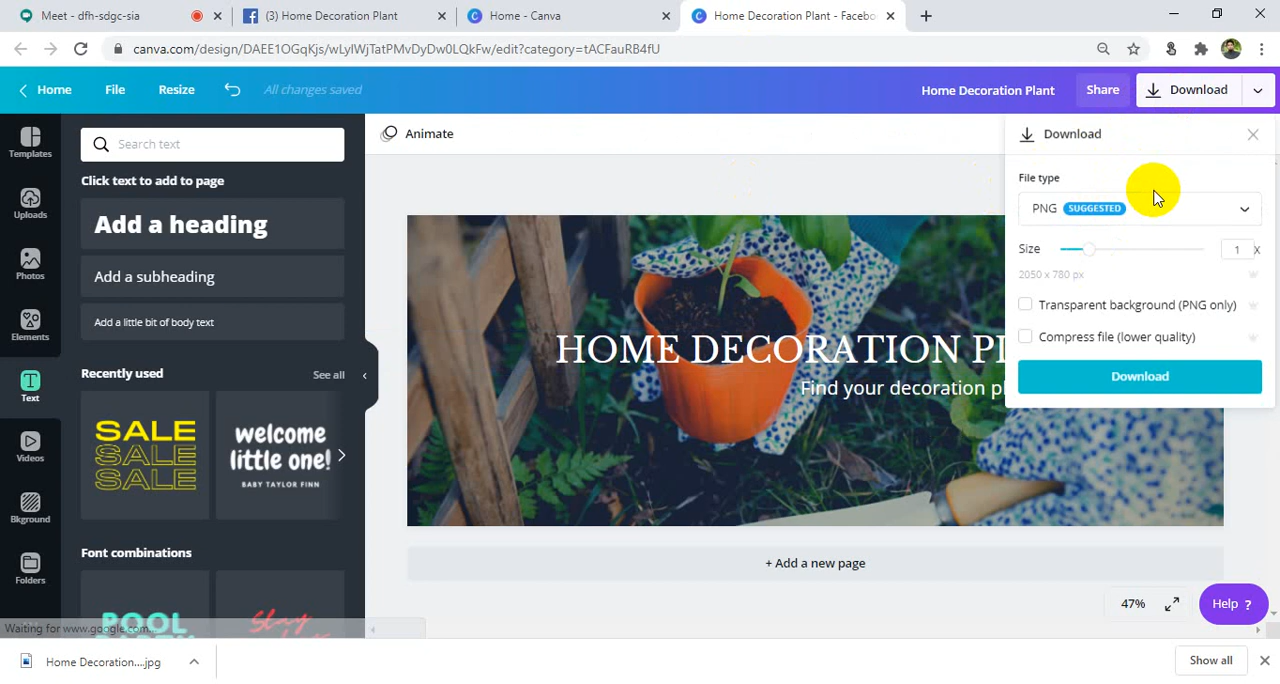 Meet - dfh-sdgc-sia
(3) Home Decoration Plant
Home - Canva
Home Decoration Plant - Facebo
canva.com/design/DAEE1OGqKjs/wLylWjTatPMvDyDw0LQkFw/edit?category=tACFauRB4fU
Home
File
Resize
All changes saved
Home Decoration Plant
Share
Download
Templates
Search text
Animate
Download
Click text to add to page
File type
Uploads
Add a heading
PNG SUGGESTED
Photos
Add a subheading
Size
1 x
2050 x 780 px
Elements
Add a little bit of body text
Transparent background (PNG only)
Compress file (lower quality)
HOME DECORATION PL
Find your decoration pl
Text
Recently used
See all
Download
SALE
SALE
SALE
welcome
little one!
BABY TAYLOR FINN
Videos
Bkground
Font combinations
+ Add a new page
Folders
47%
Help ?
POOL
Stay
Waiting for www.google.com...
Home Decoration....jpg
Show all